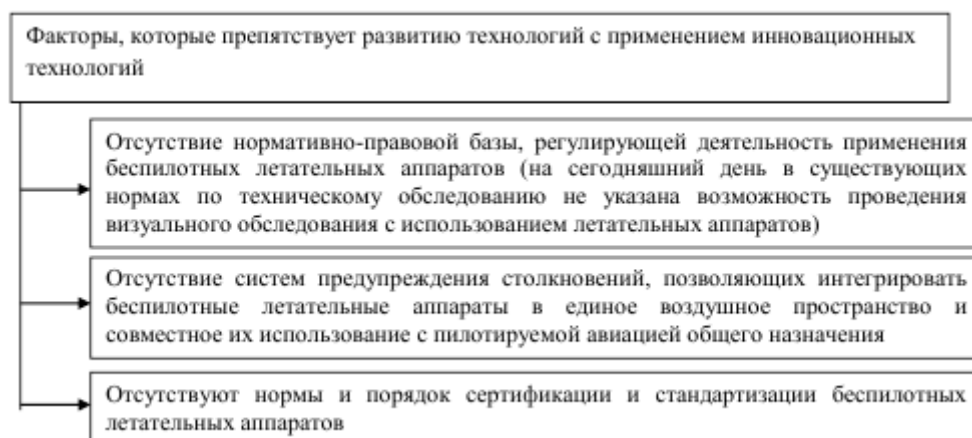 Факторы, которые препятствует развитию технологий с применением инновационных
технологий
Отсутствие нормативно-правовой базы, регулирующей деятельность применения
беспилотных летательных аппаратов (на сегодняшний день в существующих
нормах по техническому обследованию не указана возможность проведения
визуального обследования с использованием летательных аппаратов)
Отсутствие систем предупреждения столкновений, позволяющих интегрировать
беспилотные летательные аппараты в единое воздушное пространство и
совместное их использование с пилотируемой авиацией общего назначения
Отсутствуют нормы и порядок сертификации и стандартизации беспилотных
летательных аппаратов